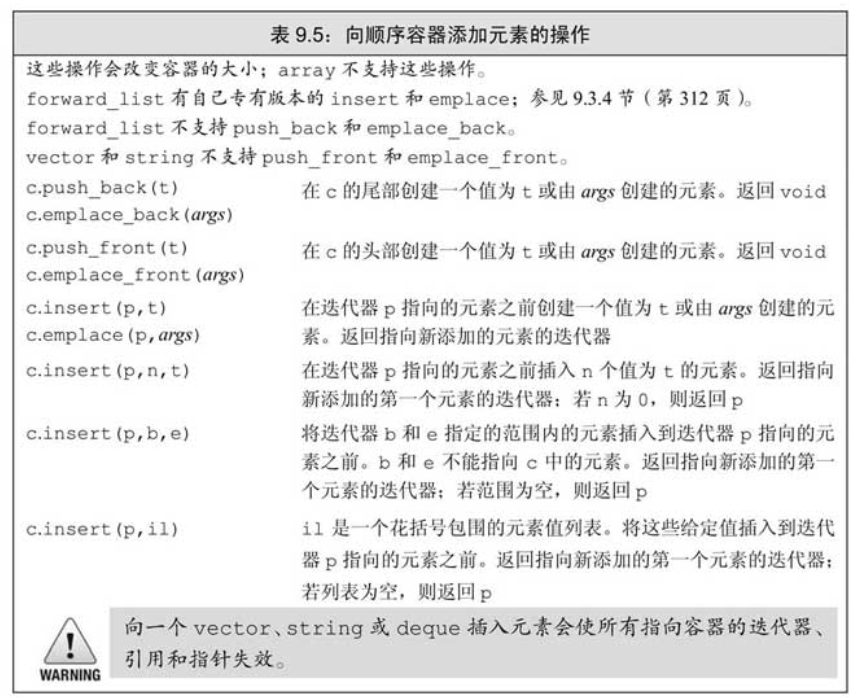 表 9.5：向顺序容器添加元素的操作
这些操作会改变容器的大小；array 不支持这些操作。
forward_list 有自己专有版本的 insert 和 emplace；参见 9.3.4 节（第 312 页）。
forward_list 不支持 push_back 和 emplace_back。
vector 和 string 不支持 push_front 和 emplace_front。
c.push_back(t) 在 c 的尾部创建一个值为 t 或由 args 创建的元素。返回 void
c.emplace_back(args)
c.push_front(t) 在 c 的头部创建一个值为 t 或由 args 创建的元素。返回 void
c.emplace_front(args)
c.insert(p,t) 在迭代器 p 指向的元素之前创建一个值为 t 或由 args 创建的元
c.emplace(p,args) 素。返回指向新添加的元素的迭代器
c.insert(p,n,t) 在迭代器 p 指向的元素之前插入 n 个值为 t 的元素。返回指向
新添加的第一个元素的迭代器；若 n 为 0，则返回 p
c.insert(p,b,e) 将迭代器 b 和 e 指定的范围内的元素插入到迭代器 p 指向的元
素之前。b 和 e 不能指向 c 中的元素。返回指向新添加的第一
个元素的迭代器；若范围为空，则返回 p
c.insert(p,il) il 是一个花括号包围的元素值列表。将这些给定值插入到迭代
器 p 指向的元素之前。返回指向新添加的第一个元素的迭代器；
若列表为空，则返回 p
向一个 vector、string 或 deque 插入元素会使所有指向容器的迭代器、
引用和指针失效。
WARNING